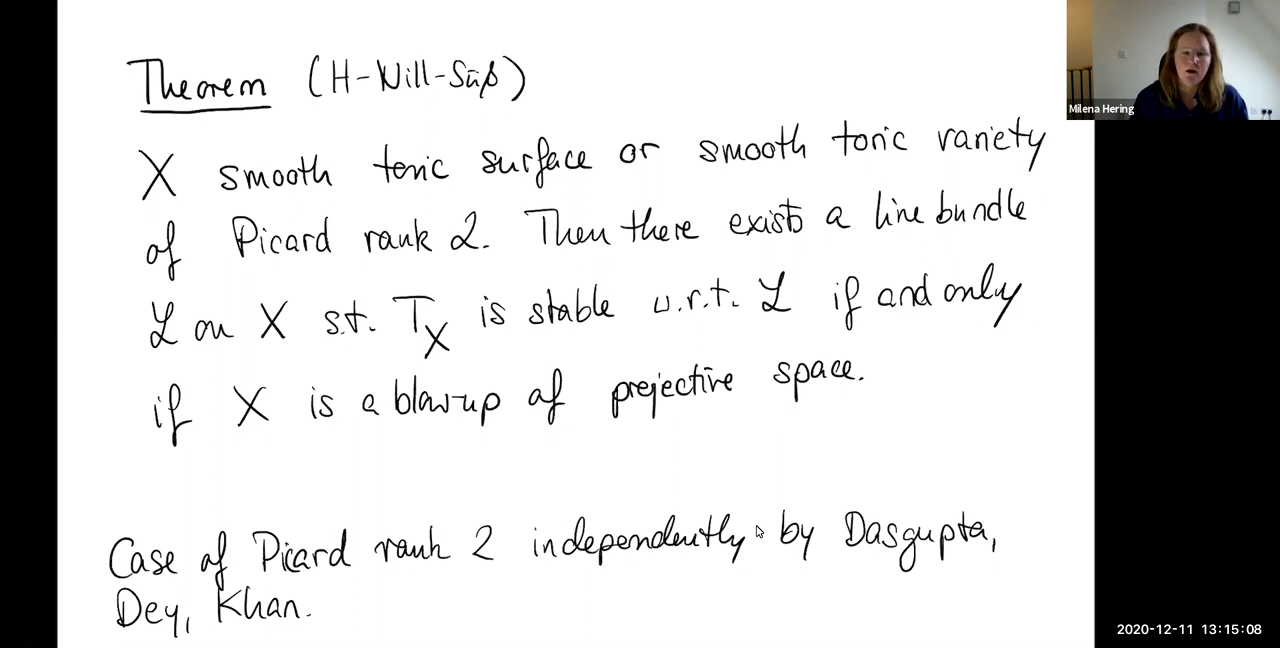 Theorem (H-Nill-Süß)
X smooth toric surface or smooth toric variety
of Picard rank 2. Then there exists a line bundle
ℒ on X s.t. T_X is stable w.r.t. ℒ if and only
if X is a blowup of projective space.
Case of Picard rank 2 independently by Dasgupta,
Dey, Khan.
Milena Hering
2020-12-11 13:15:08